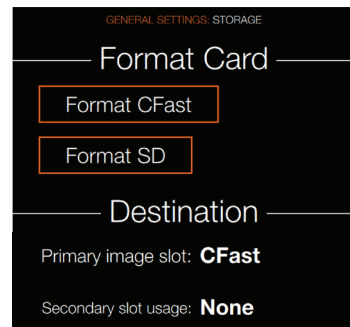 GENERAL SETTINGS: STORAGE
Format Card
Format CFast
Format SD
Destination
Primary image slot: CFast
Secondary slot usage: None